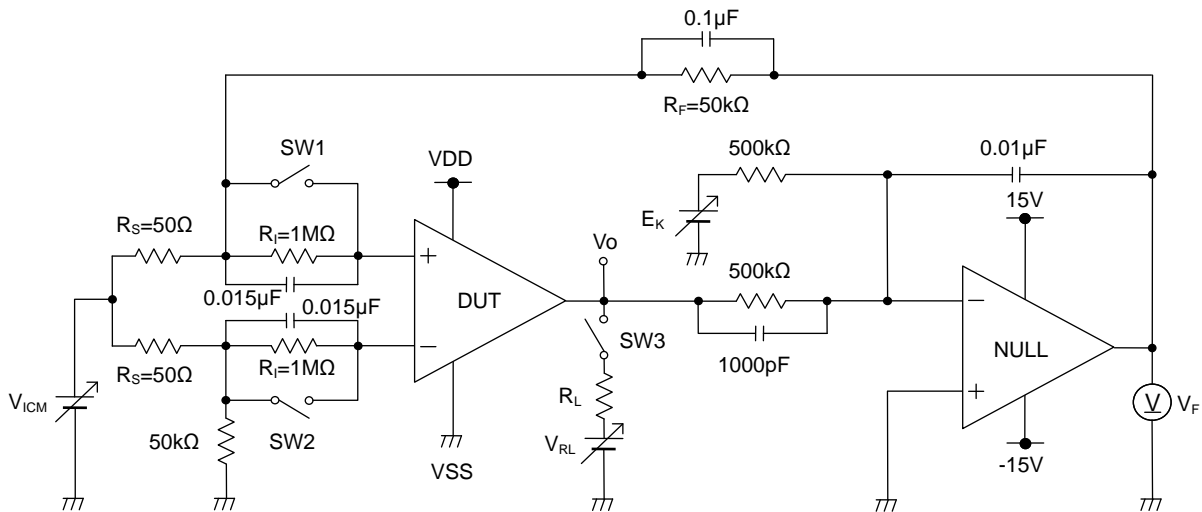 0.1µF
RF=50kΩ
SW1
VDD
500kΩ
0.01µF
15V
EK
RS=50Ω
RI=1MΩ
Vo
+
0.015µF
0.015µF
DUT
500kΩ
−
SW3
−
NULL
RS=50Ω
RI=1MΩ
1000pF
VICM
RL
+
V
VF
50kΩ
SW2
VSS
VRL
-15V